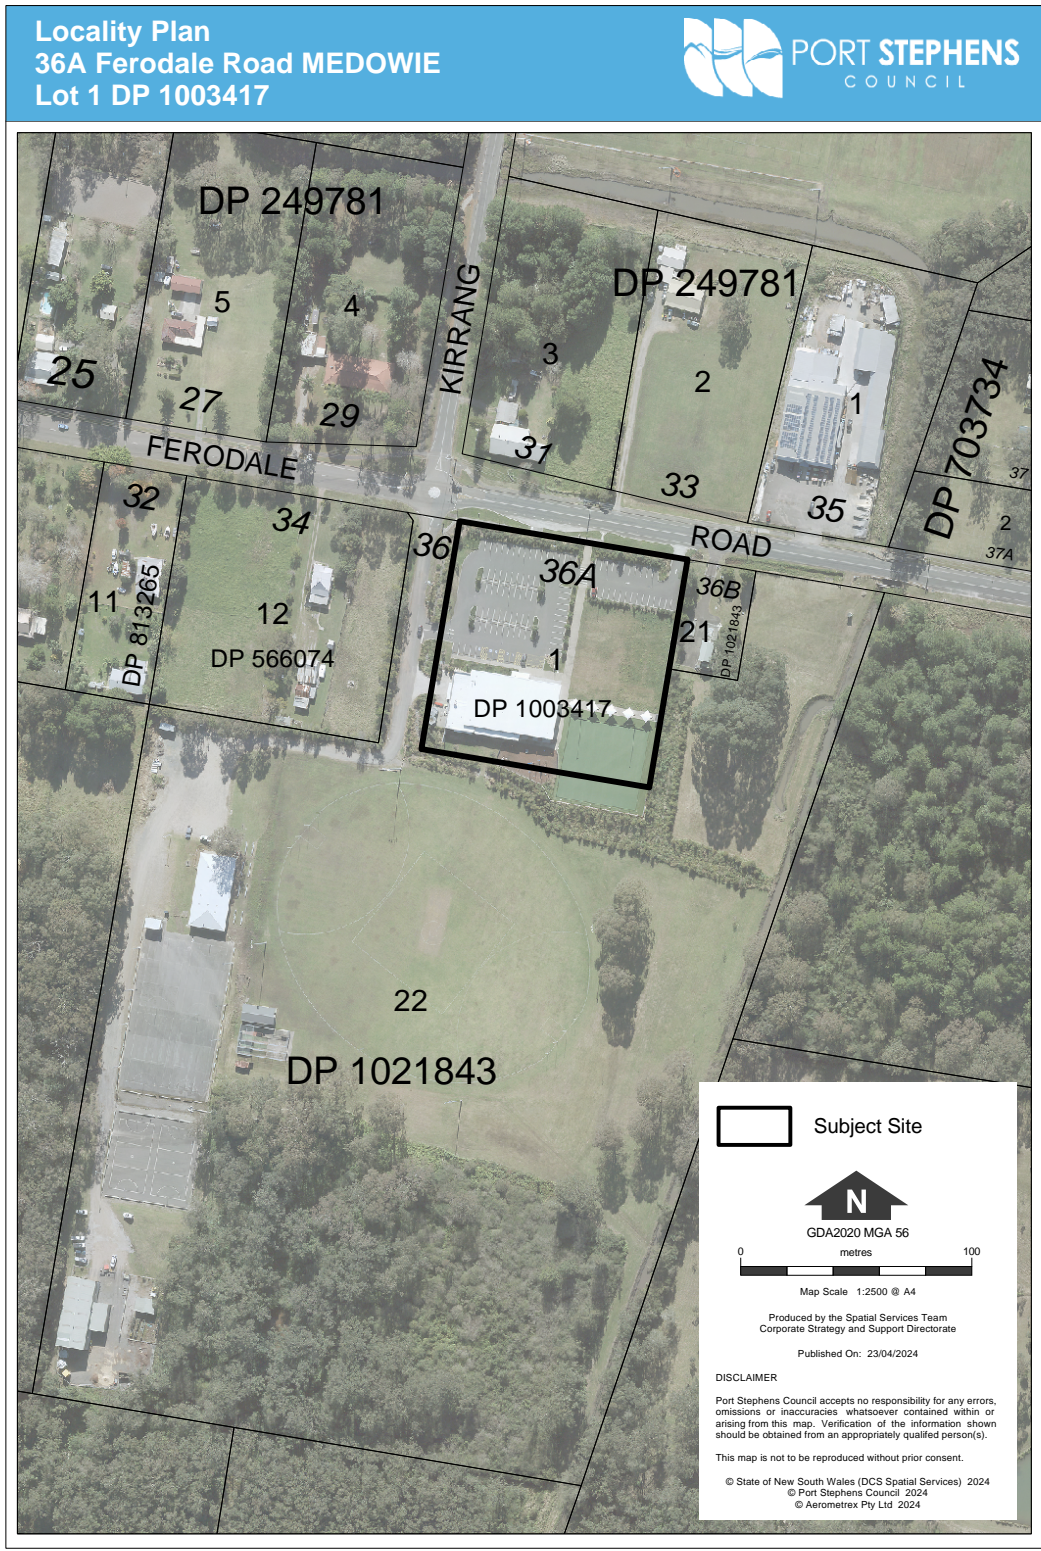 Locality Plan
36A Ferodale Road MEDOWIE
Lot 1 DP 1003417
PORT STEPHENS
COUNCIL
DP 249781
KIRRANG
DP 249781
5
4
3
2
1
25
27
29
31
33
35
DP 703734
37
2
37A
FERODALE
ROAD
32
34
36
36A
36B
11
DP 813265
12
DP 566074
1
DP 1003417
21
DP 1021843
22
DP 1021843
Subject Site
N
GDA2020 MGA 56
0 metres 100
Map Scale 1:2500 @ A4
Produced by the Spatial Services Team
Corporate Strategy and Support Directorate
Published On: 23/04/2024
DISCLAIMER
Port Stephens Council accepts no responsibility for any errors,
omissions or inaccuracies whatsoever contained within or
arising from this map. Verification of the information shown
should be obtained from an appropriately qualifed person(s).
This map is not to be reproduced without prior consent.
© State of New South Wales (DCS Spatial Services) 2024
© Port Stephens Council 2024
© Aerometrex Pty Ltd 2024